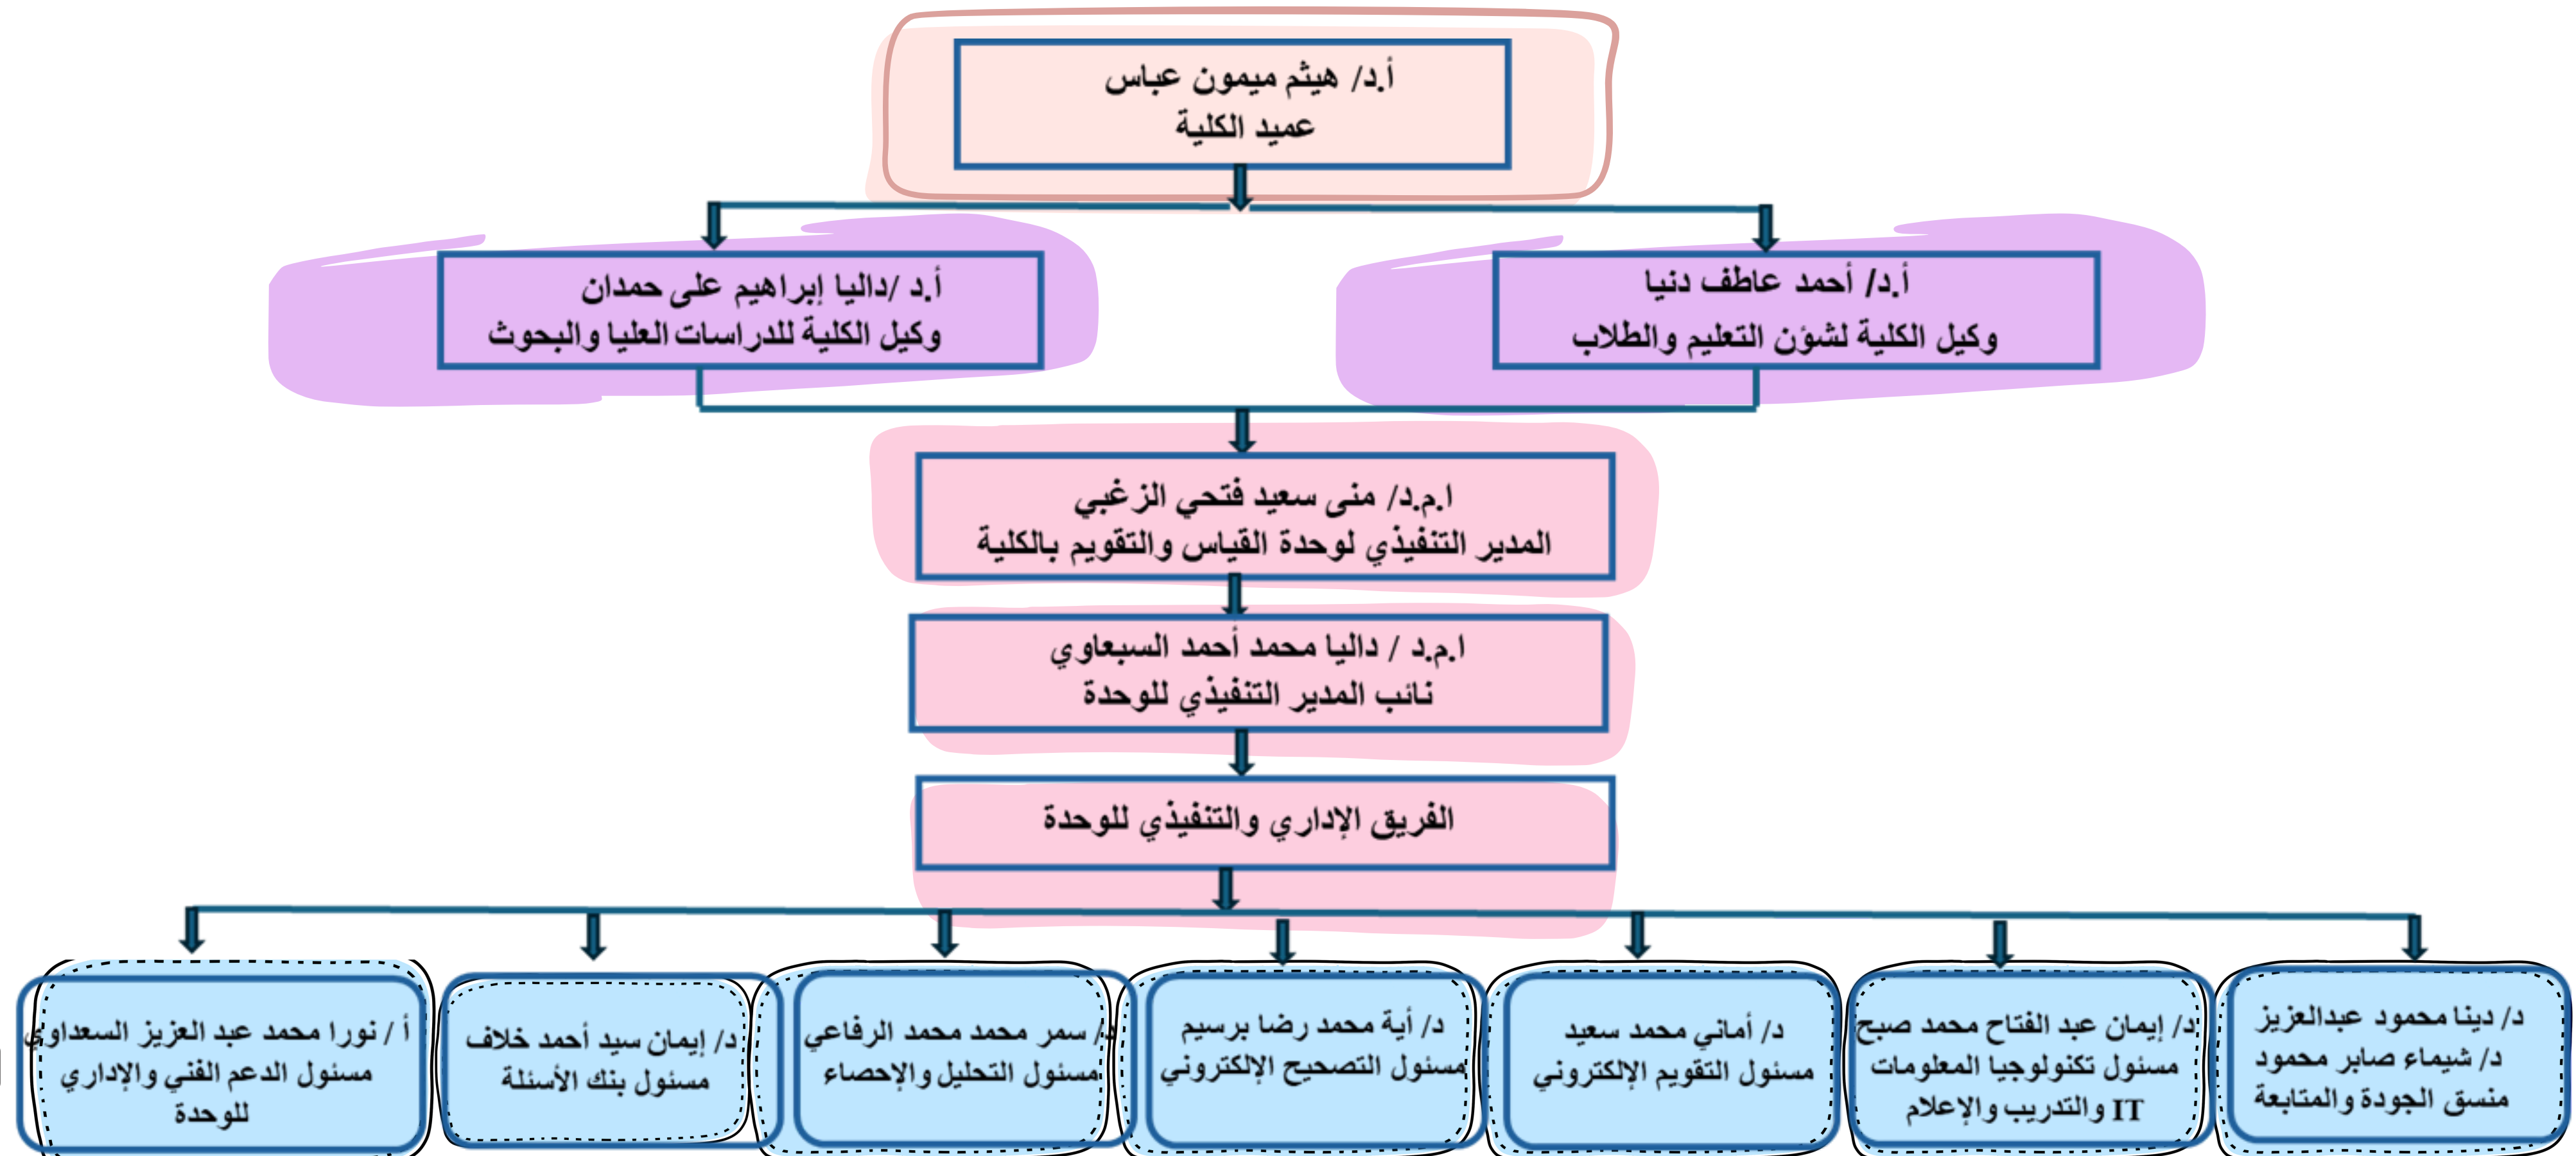 أ.د/ هيثم ميمون عباس
عميد الكلية
أ.د/ أحمد عاطف دنيا
وكيل الكلية لشؤن التعليم والطلاب
أ.د /داليا إبراهيم على حمدان
وكيل الكلية للدراسات العليا والبحوث
ا.م.د/ منى سعيد فتحي الزغبي
المدير التنفيذي لوحدة القياس والتقويم بالكلية
ا.م.د / داليا محمد أحمد السبعاوي
نائب المدير التنفيذي للوحدة
الفريق الإداري والتنفيذي للوحدة
د/ دينا محمود عبدالعزيز
د/ شيماء صابر محمود
منسق الجودة والمتابعة
د/ إيمان عبد الفتاح محمد صبح
مسئول تكنولوجيا المعلومات
IT والتدريب والإعلام
د/ أماني محمد سعيد
مسئول التقويم الإلكتروني
د/ أية محمد رضا برسيم
مسئول التصحيح الإلكتروني
د/ سمر محمد محمد الرفاعي
مسئول التحليل والإحصاء
د/ إيمان سيد أحمد خلاف
مسئول بنك الأسئلة
أ / نورا محمد عبد العزيز السعداوي
مسئول الدعم الفني والإداري
للوحدة